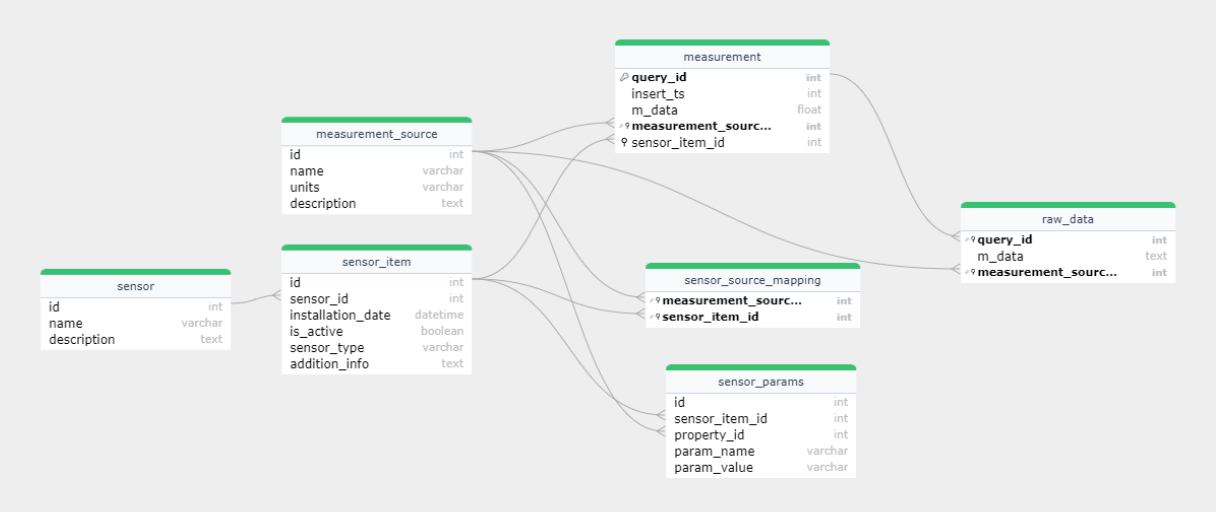 measurement
query_id int
insert_ts int
m_data float
measurement_sourc... int
sensor_item_id int
measurement_source
id int
name varchar
units varchar
description text
sensor_item
id int
sensor_id int
installation_date datetime
is_active boolean
sensor_type varchar
addition_info text
sensor
id int
name varchar
description text
raw_data
query_id int
m_data text
measurement_sourc... int
sensor_source_mapping
measurement_sourc... int
sensor_item_id int
sensor_params
id int
sensor_item_id int
property_id int
param_name varchar
param_value varchar